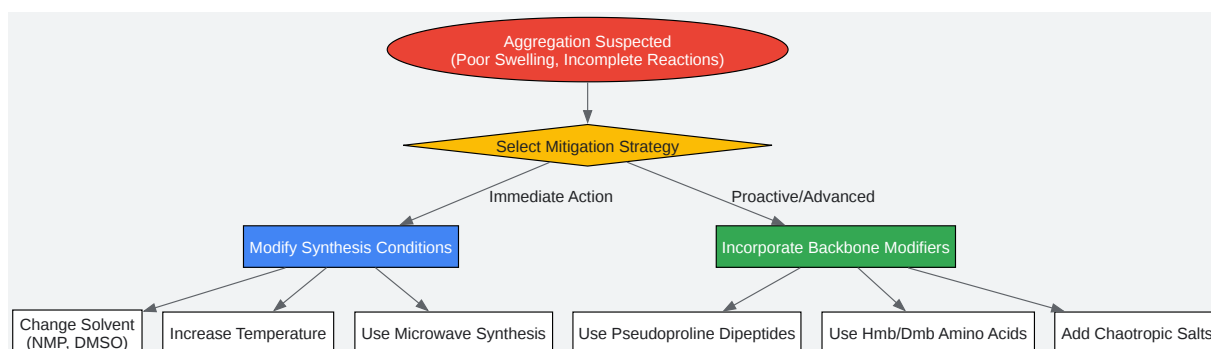 Aggregation Suspected
(Poor Swelling, Incomplete Reactions)
Select Mitigation Strategy
Immediate Action
Proactive/Advanced
Modify Synthesis Conditions
Incorporate Backbone Modifiers
Change Solvent
(NMP, DMSO)
Increase Temperature
Use Microwave Synthesis
Use Pseudoproline Dipeptides
Use Hmb/Dmb Amino Acids
Add Chaotropic Salts